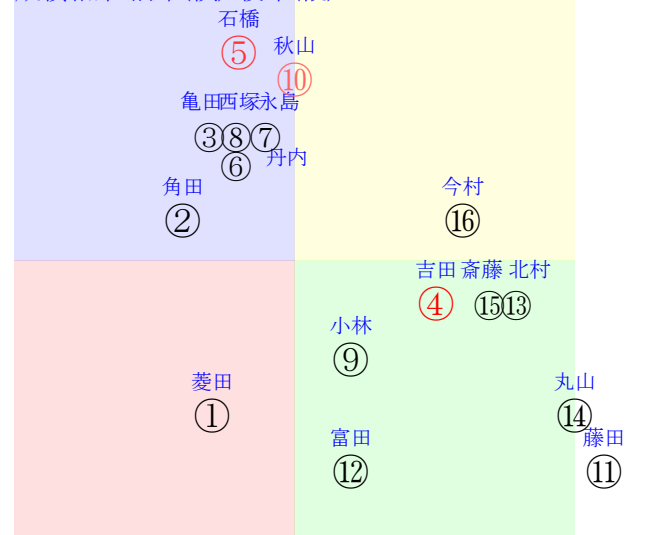 石橋
⑤
秋山
⑩
亀田西塚永島
③⑧⑦
⑥
丹内
角田
②
今村
⑯
吉田 斎藤 北村
④ ⑮⑬
小林
⑨
菱田
①
丸山
⑭
藤田
⑪
富田
⑫